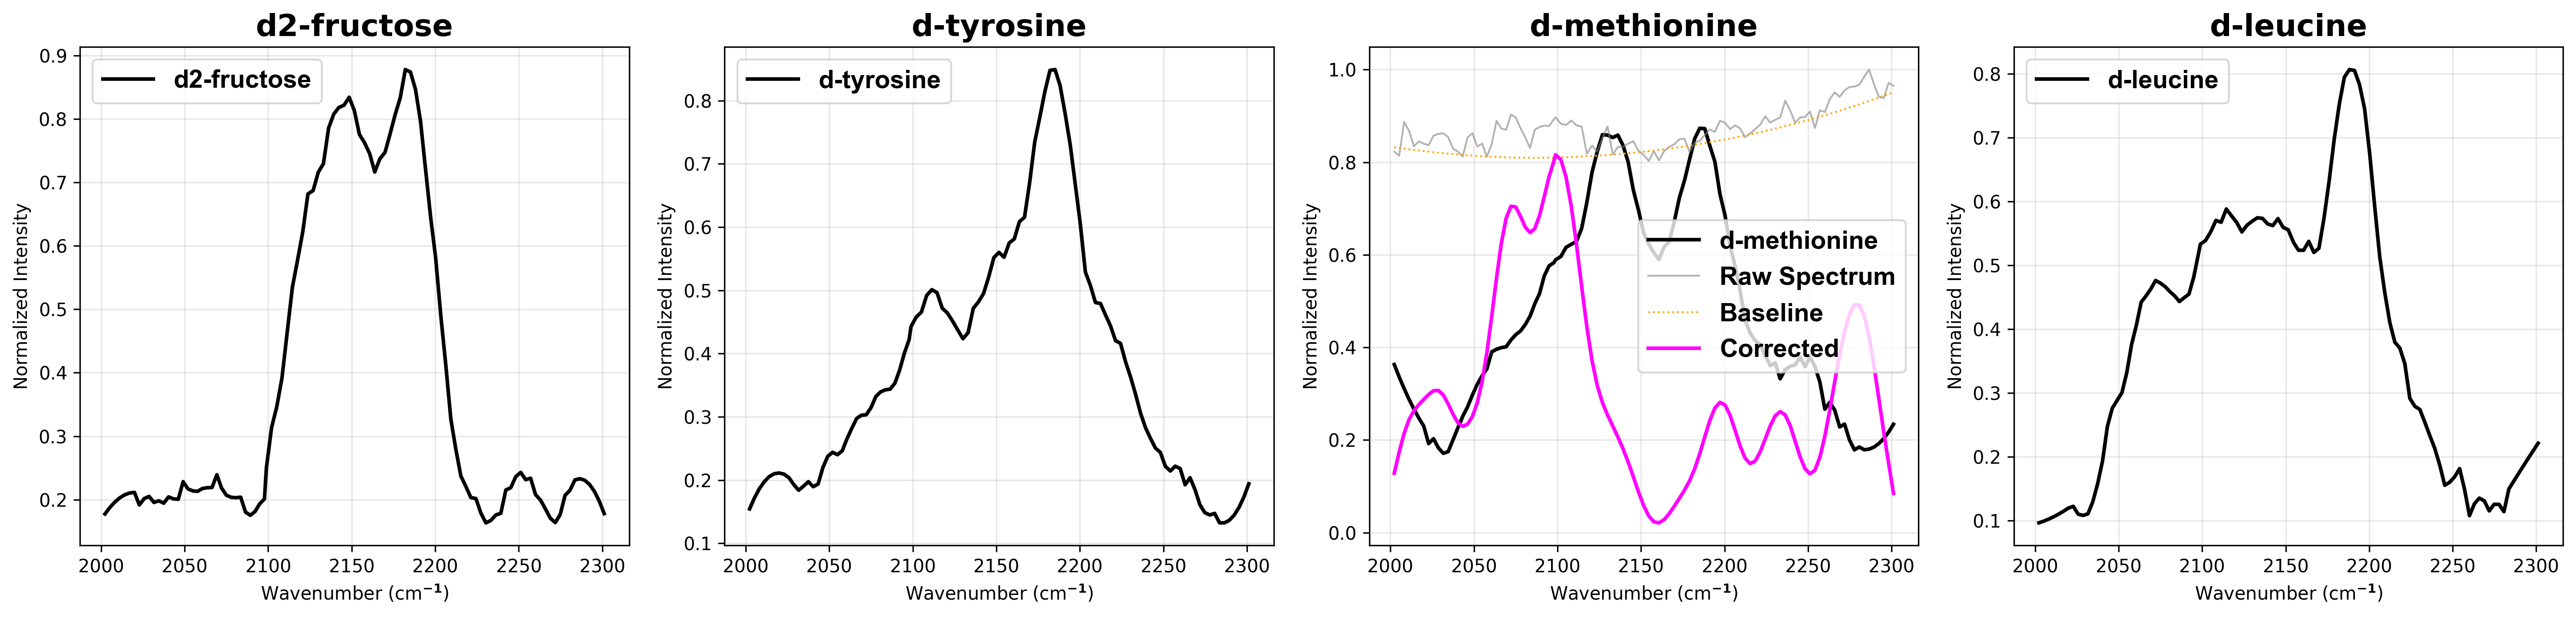 d2-fructose
d2-fructose
Normalized Intensity
0.9
0.8
0.7
0.6
0.5
0.4
0.3
0.2
2000 2050 2100 2150 2200 2250 2300
Wavenumber (cm⁻¹)
d-tyrosine
d-tyrosine
Normalized Intensity
0.8
0.7
0.6
0.5
0.4
0.3
0.2
0.1
2000 2050 2100 2150 2200 2250 2300
Wavenumber (cm⁻¹)
d-methionine
d-methionine
Raw Spectrum
Baseline
Corrected
Normalized Intensity
1.0
0.8
0.6
0.4
0.2
0.0
2000 2050 2100 2150 2200 2250 2300
Wavenumber (cm⁻¹)
d-leucine
d-leucine
Normalized Intensity
0.8
0.7
0.6
0.5
0.4
0.3
0.2
0.1
2000 2050 2100 2150 2200 2250 2300
Wavenumber (cm⁻¹)